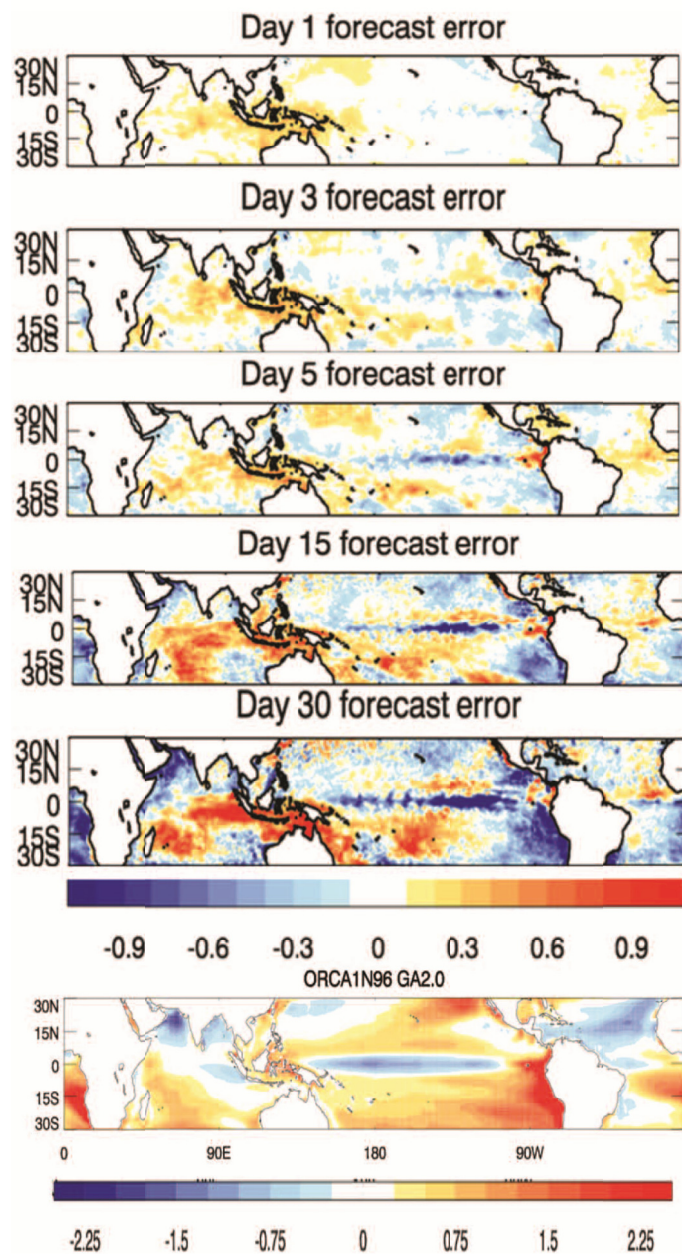 Day 1 forecast error
30N
0
15S
30S
Day 3 forecast error
15N
0
15S
30S
Day 5 forecast error
15N
0
15S
30S
Day 15 forecast error
30N
15N
0
15S
30S
Day 30 forecast error
30N
15N
0
15S
30S
-0.9 -0.6 -0.3 0 0.3 0.6 0.9
ORCA1N96 GA2.0
30N
15N
0
15S
30S
0 90E 180 90W
-2.25 -1.5 -0.75 0 0.75 1.5 2.25